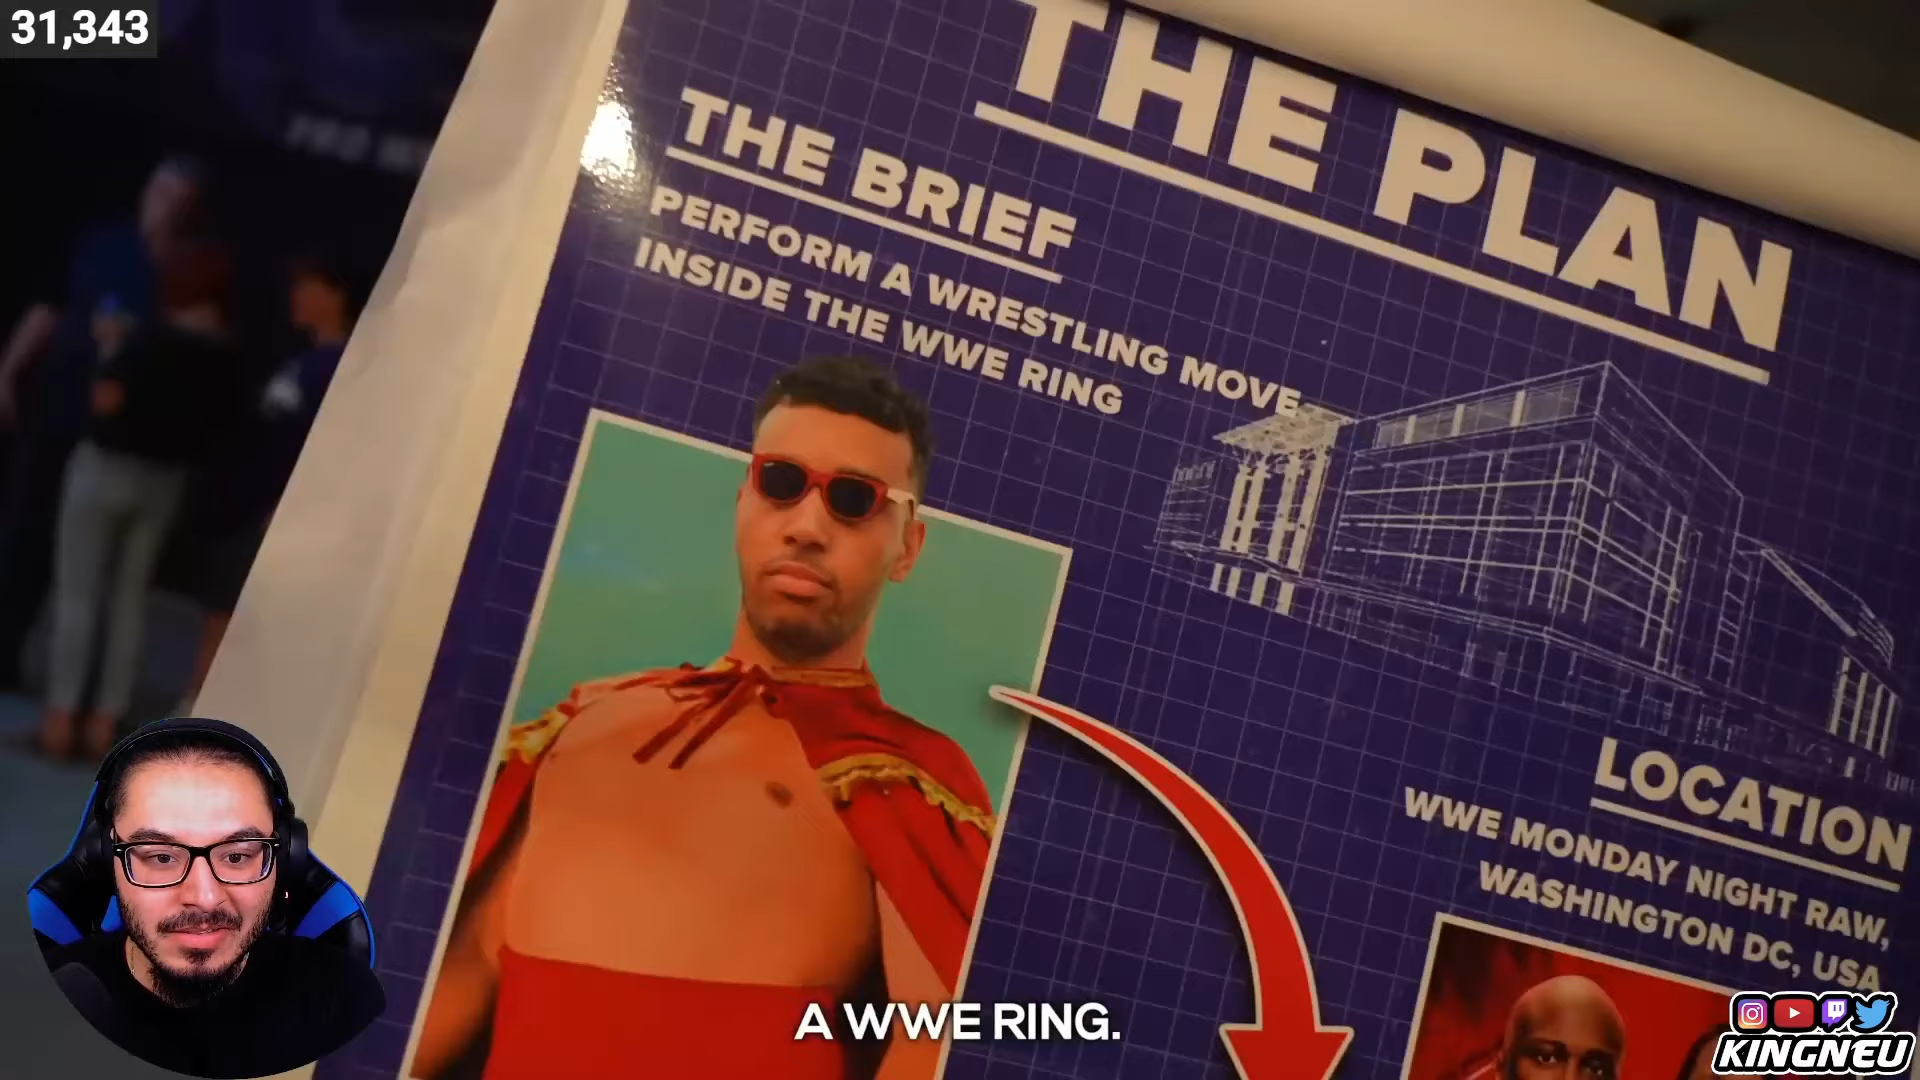 31,343
THE PLAN
THE BRIEF
PERFORM A WRESTLING MOVE
INSIDE THE WWE RING
LOCATION
WWE MONDAY NIGHT RAW,
WASHINGTON DC, USA
A WWE RING.
KINGNEU